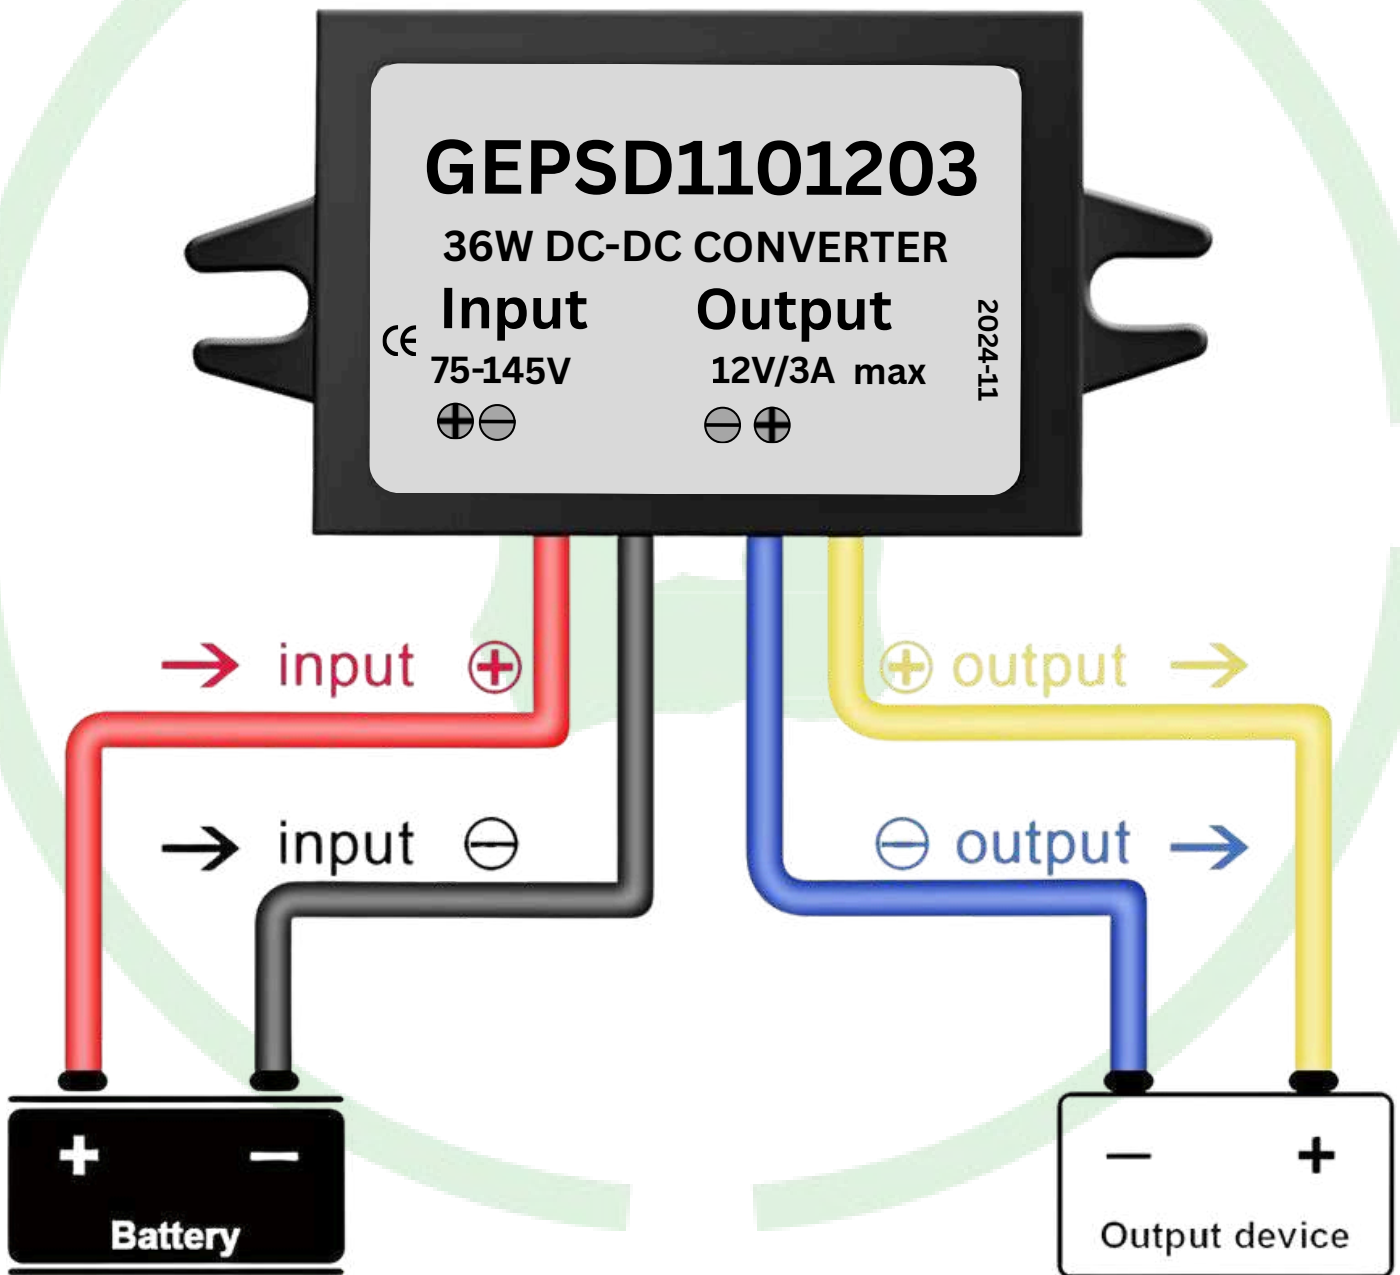 GEPSD1101203
36W DC-DC CONVERTER
Input Output
CE 75-145V 12V/3A max
2024-11
+ − − +
→ input + + output →
→ input − − output →
+ − − +
Battery Output device